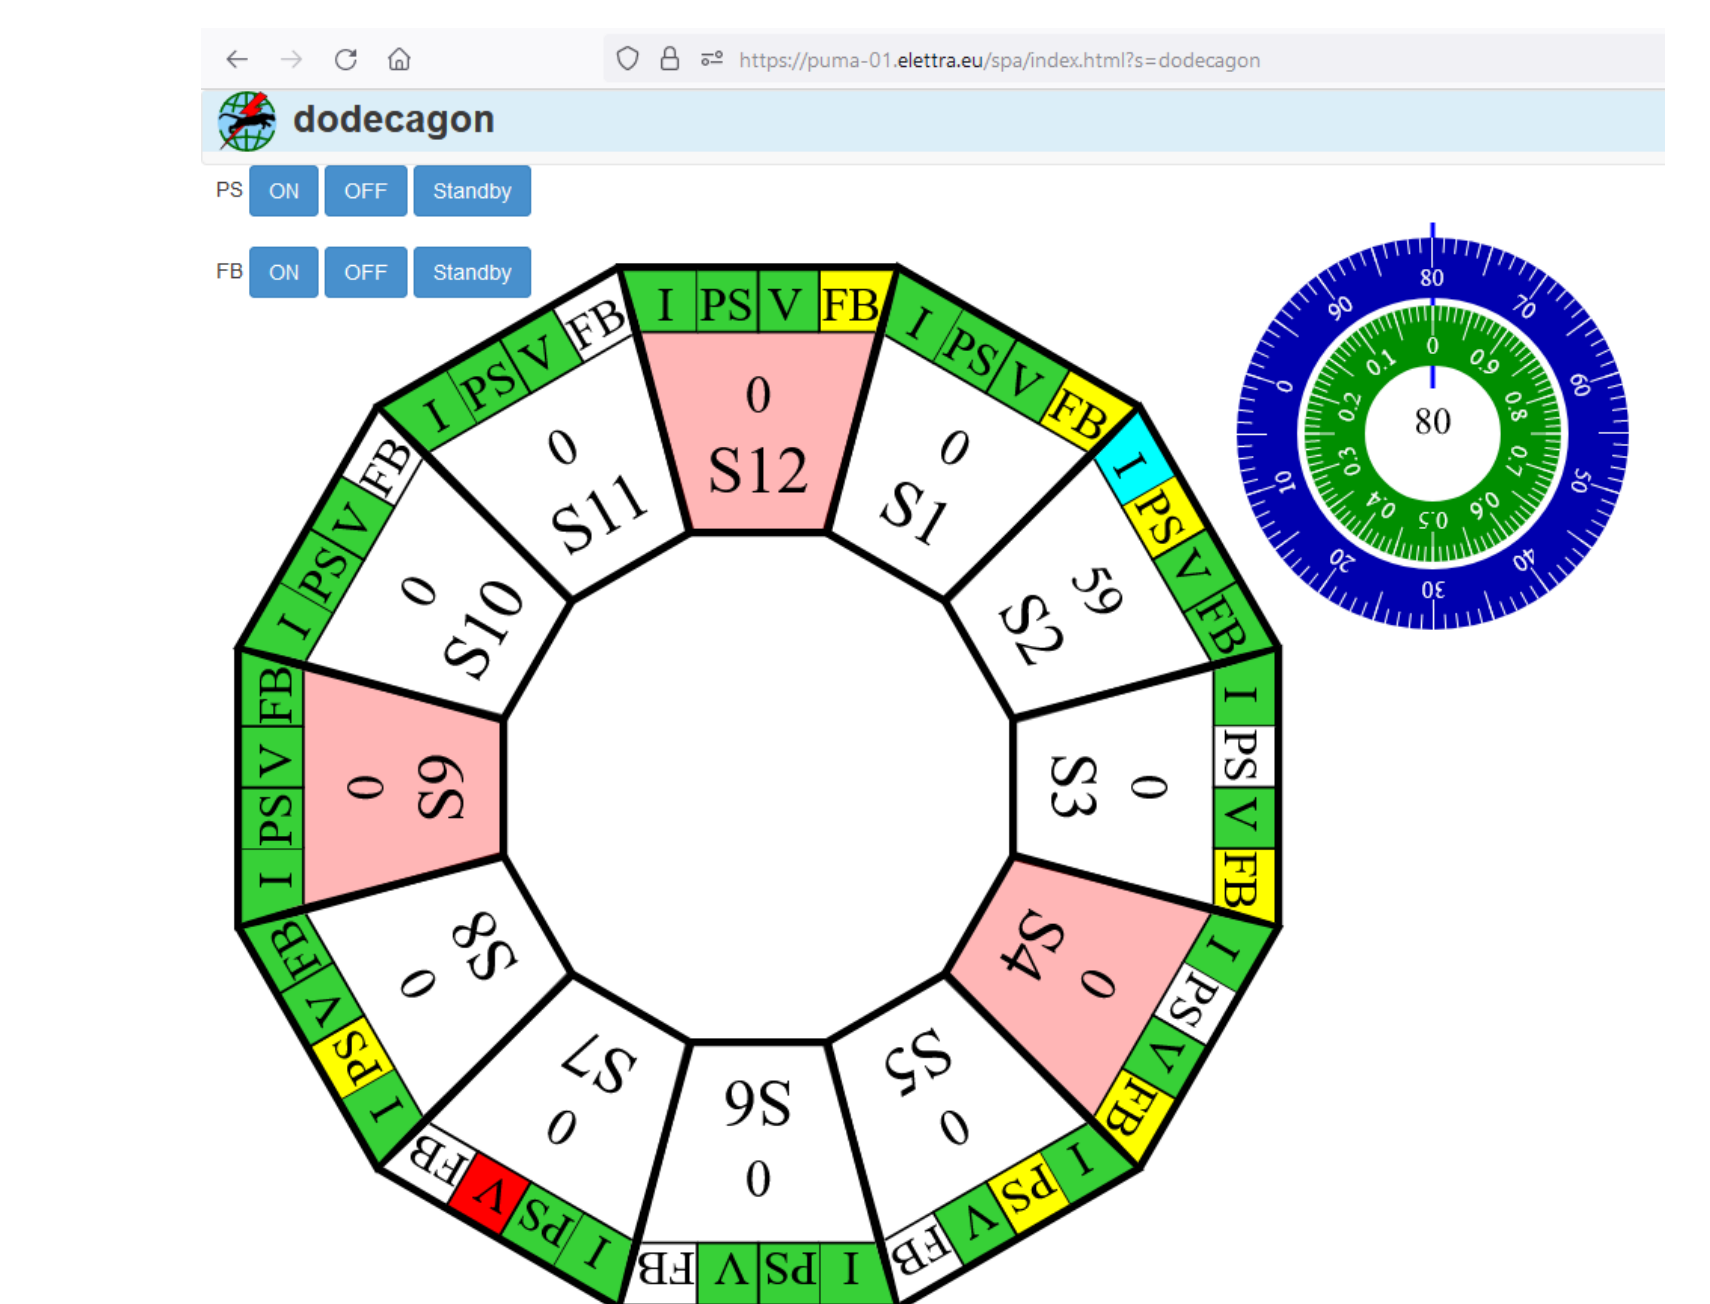 https://puma-01.elettra.eu/spa/index.html?s=dodecagon
dodecagon
PS ON OFF Standby
FB ON OFF Standby
I PS V FB
0
S12
I PS V FB
0
S1
I PS V FB
59
S2
I PS V FB
0
S3
I PS V FB
0
S4
I PS V FB
0
S5
I PS V FB
0
S6
I PS V FB
0
S7
I PS V FB
0
S8
I PS V FB
0
S9
I PS V FB
0
S10
I PS V FB
0
S11
80
70
60
50
40
30
20
10
0
90
0
0.9
0.8
0.7
0.6
0.5
0.4
0.3
0.2
0.1
80